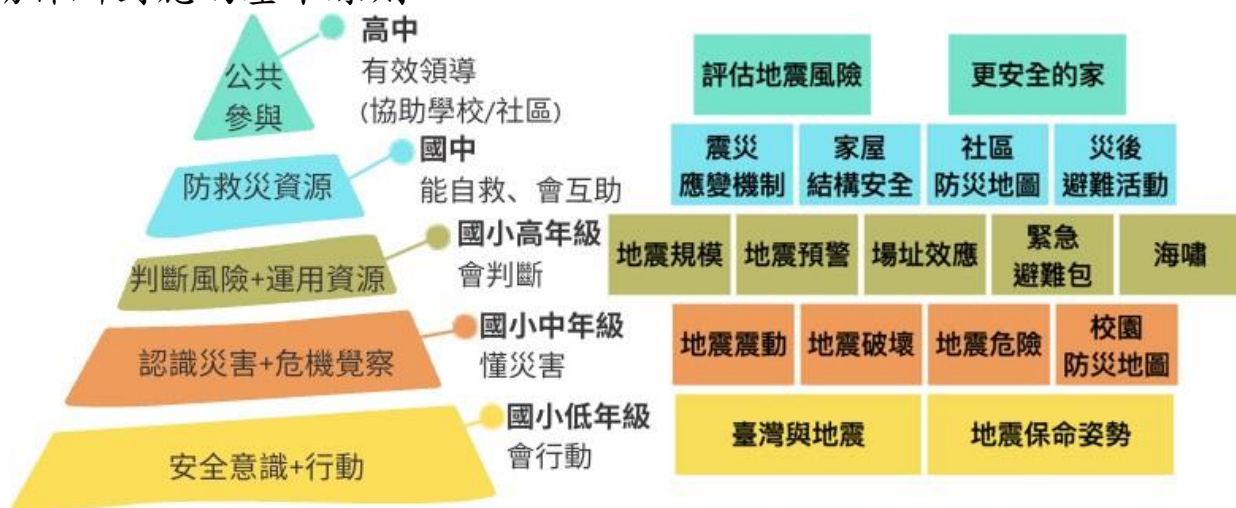 公共
參與
高中
有效領導
(協助學校/社區)
評估地震風險
更安全的家
防救災資源
國中
能自救、會互助
震災
應變機制
家屋
結構安全
社區
防災地圖
災後
避難活動
判斷風險+運用資源
國小高年級
會判斷
地震規模
地震預警
場址效應
緊急
避難包
海嘯
認識災害+危機覺察
國小中年級
懂災害
地震震動
地震破壞
地震危險
校園
防災地圖
安全意識+行動
國小低年級
會行動
臺灣與地震
地震保命姿勢